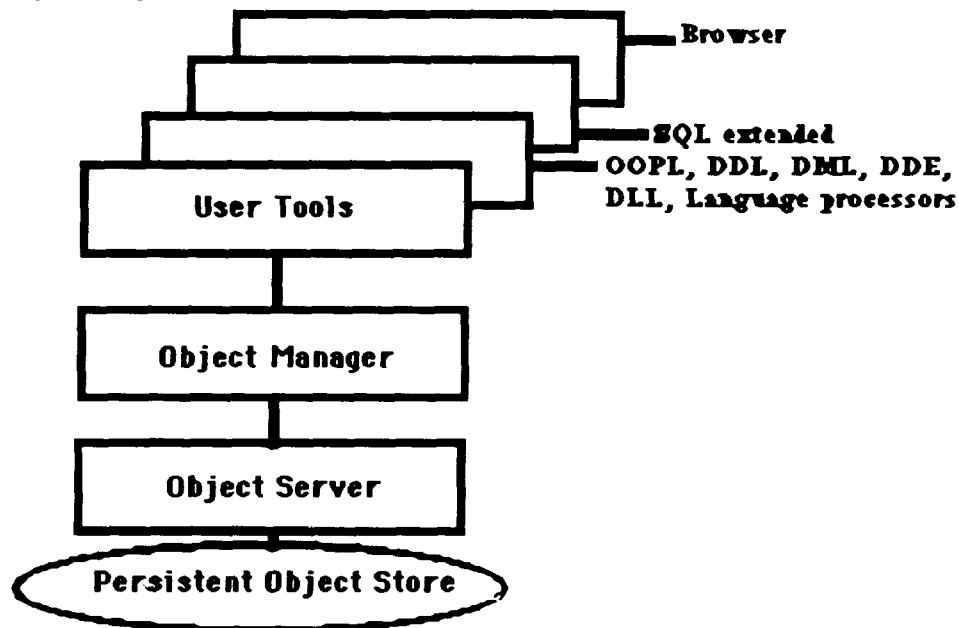 Browser
SQL extended
OOPL, DDL, DML, DDE,
DLL, Language processors
User Tools
Object Manager
Object Server
Persistent Object Store